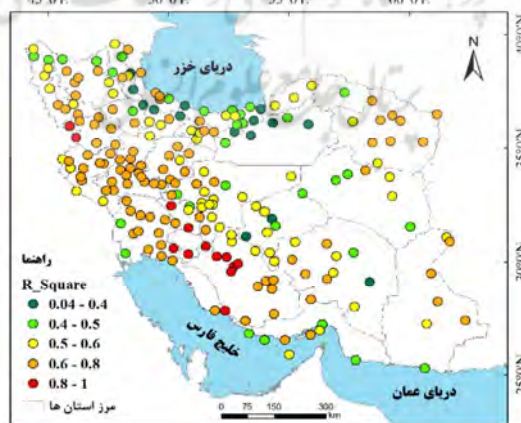 N
دریای خزر
راهنما
R_Square
0.04 - 0.4
0.4 - 0.5
0.5 - 0.6
0.6 - 0.8
0.8 - 1
مرز استان ها
خلیج فارس
دریای عمان
0 75 150 300
km